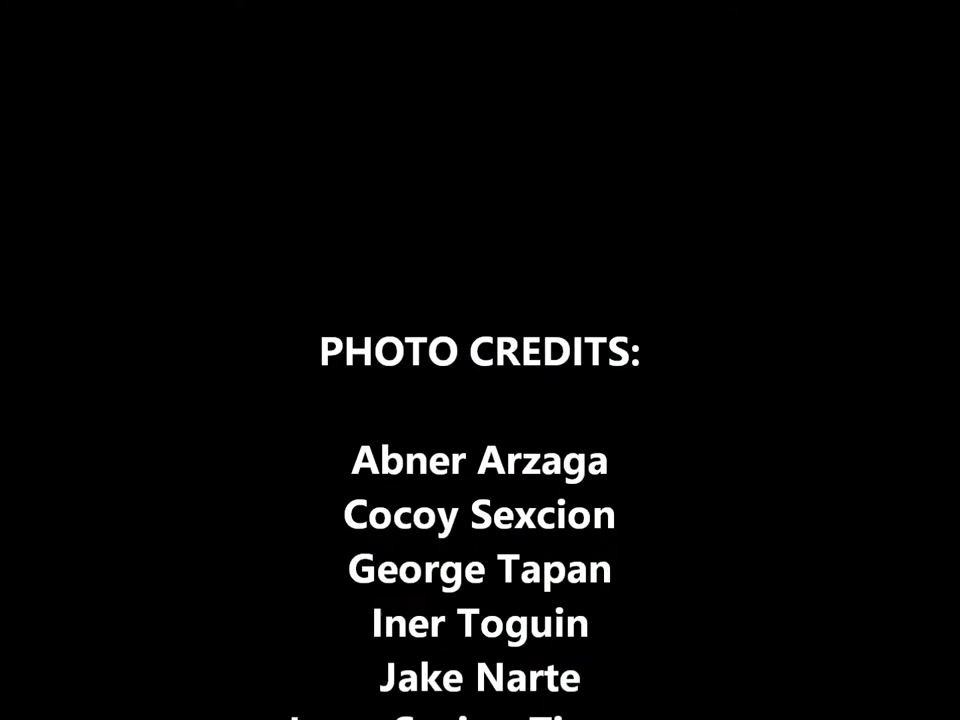 PHOTO CREDITS:
Abner Arzaga
Cocoy Sexcion
George Tapan
Iner Toguin
Jake Narte